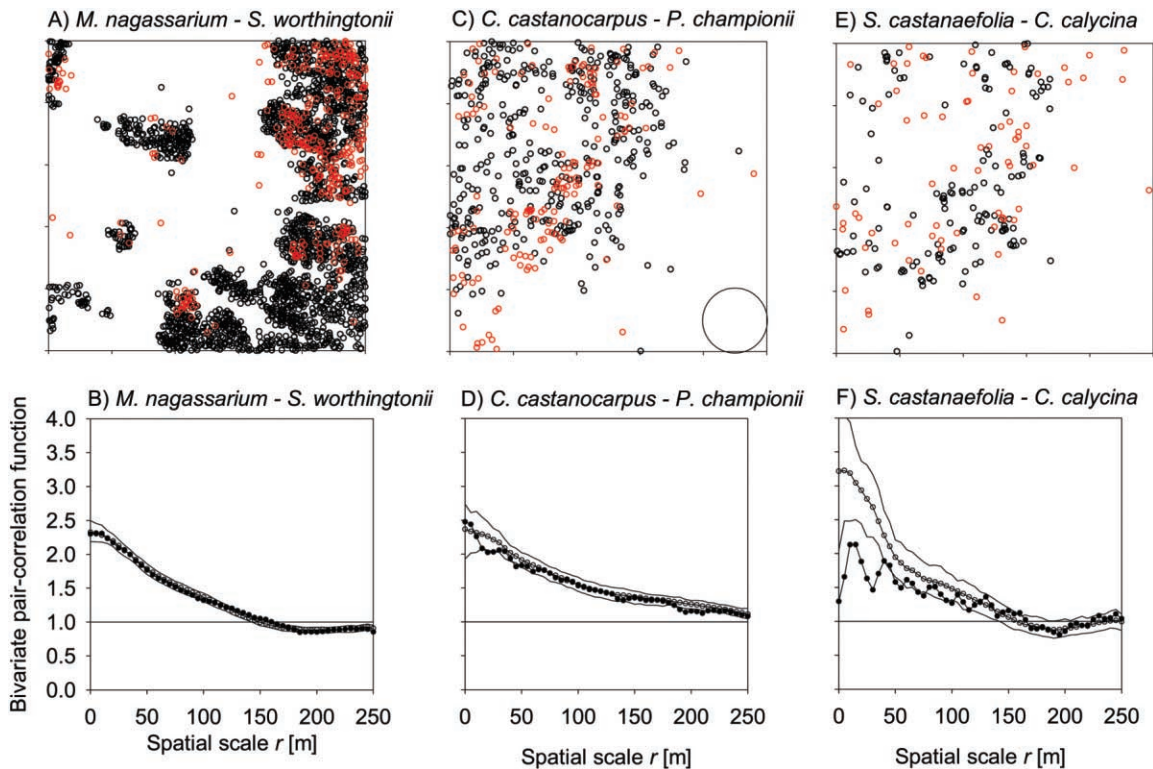 A) M. nagassarium - S. worthingtonii
C) C. castanocarpus - P. championii
E) S. castanaefolia - C. calycina
B) M. nagassarium - S. worthingtonii
D) C. castanocarpus - P. championii
F) S. castanaefolia - C. calycina
Bivariate pair-correlation function
4.0
3.5
3.0
2.5
2.0
1.5
1.0
0.5
0.0
0 50 100 150 200 250
0 50 100 150 200 250
0 50 100 150 200 250
Spatial scale r [m]
Spatial scale r [m]
Spatial scale r [m]